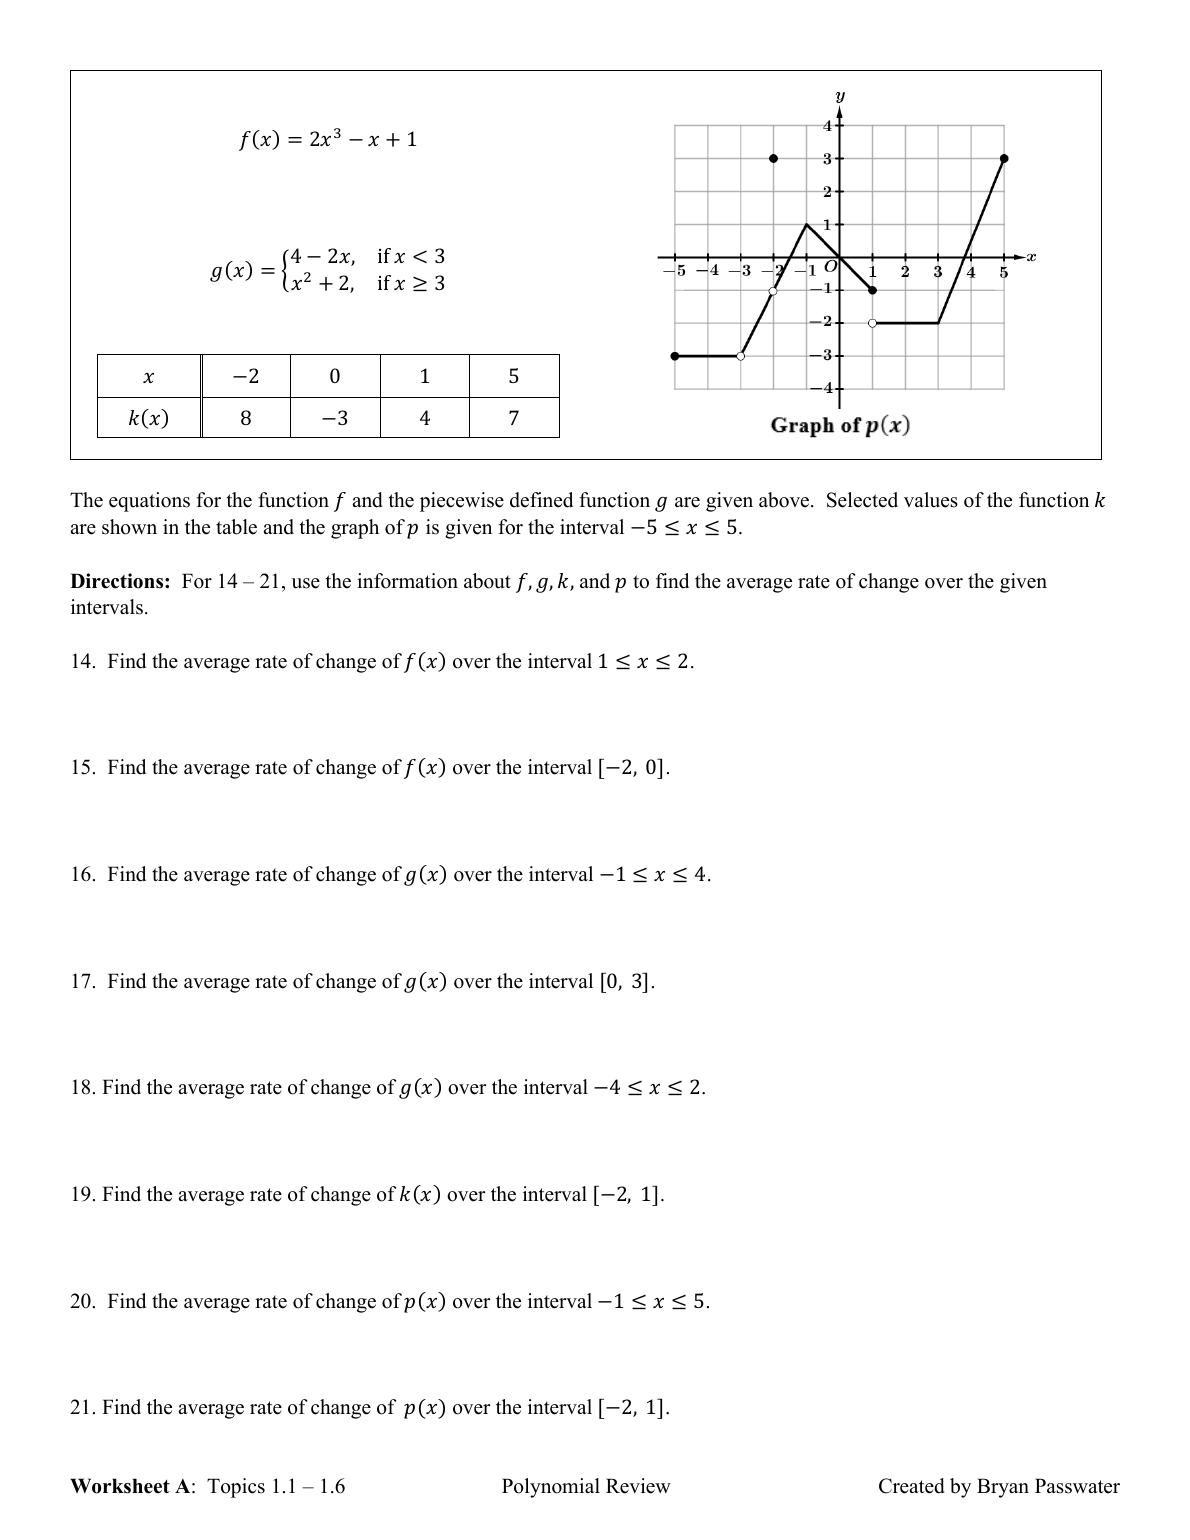 f(x) = 2x³ − x + 1
g(x) = {4 − 2x, if x < 3
x² + 2, if x ≥ 3
x −2 0 1 5
k(x) 8 −3 4 7
y
4
3
2
1
−5 −4 −3 −2 −1 O 1 2 3 4 5 x
−1
−2
−3
−4
Graph of p(x)
The equations for the function f and the piecewise defined function g are given above. Selected values of the function k
are shown in the table and the graph of p is given for the interval −5 ≤ x ≤ 5.
Directions: For 14 – 21, use the information about f, g, k, and p to find the average rate of change over the given
intervals.
14. Find the average rate of change of f(x) over the interval 1 ≤ x ≤ 2.
15. Find the average rate of change of f(x) over the interval [−2, 0].
16. Find the average rate of change of g(x) over the interval −1 ≤ x ≤ 4.
17. Find the average rate of change of g(x) over the interval [0, 3].
18. Find the average rate of change of g(x) over the interval −4 ≤ x ≤ 2.
19. Find the average rate of change of k(x) over the interval [−2, 1].
20. Find the average rate of change of p(x) over the interval −1 ≤ x ≤ 5.
21. Find the average rate of change of p(x) over the interval [−2, 1].
Worksheet A: Topics 1.1 – 1.6 Polynomial Review Created by Bryan Passwater